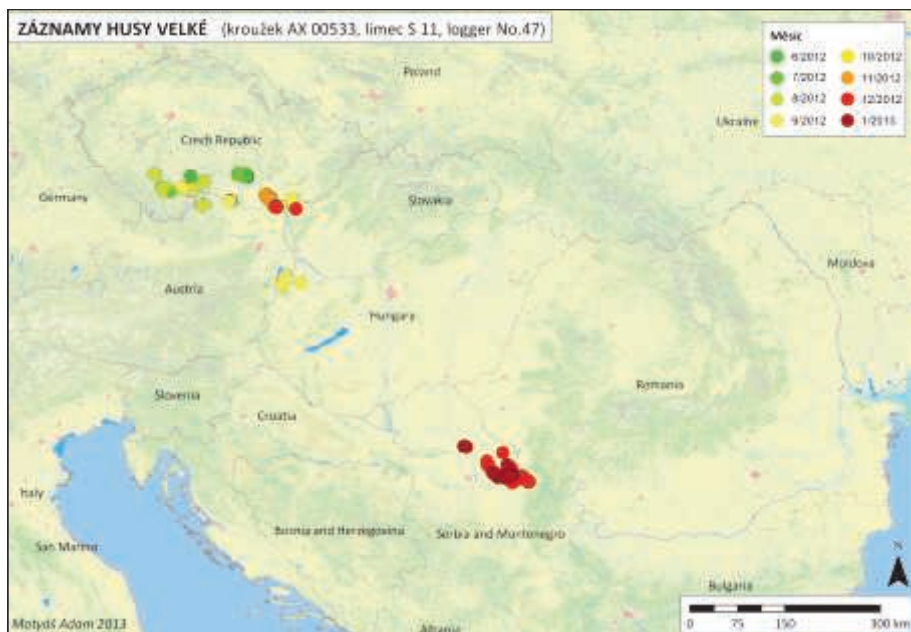 ZÁZNAMY HUSY VELKÉ (kroužek AX 00533, limec S 11, logger No.47)
Měsíc
6/2012 10/2012
7/2012 11/2012
8/2012 12/2012
9/2012 1/2013
Poland
Ukraine
Czech Republic
Germany
Slovakia
Moldova
Austria
Hungary
Romania
Slovenia
Croatia
Italy
Bosnia and Herzegovina
Serbia and Montenegro
San Marino
N
Bulgaria
Albania
Matyáš Adam 2013
0 75 150 300 km